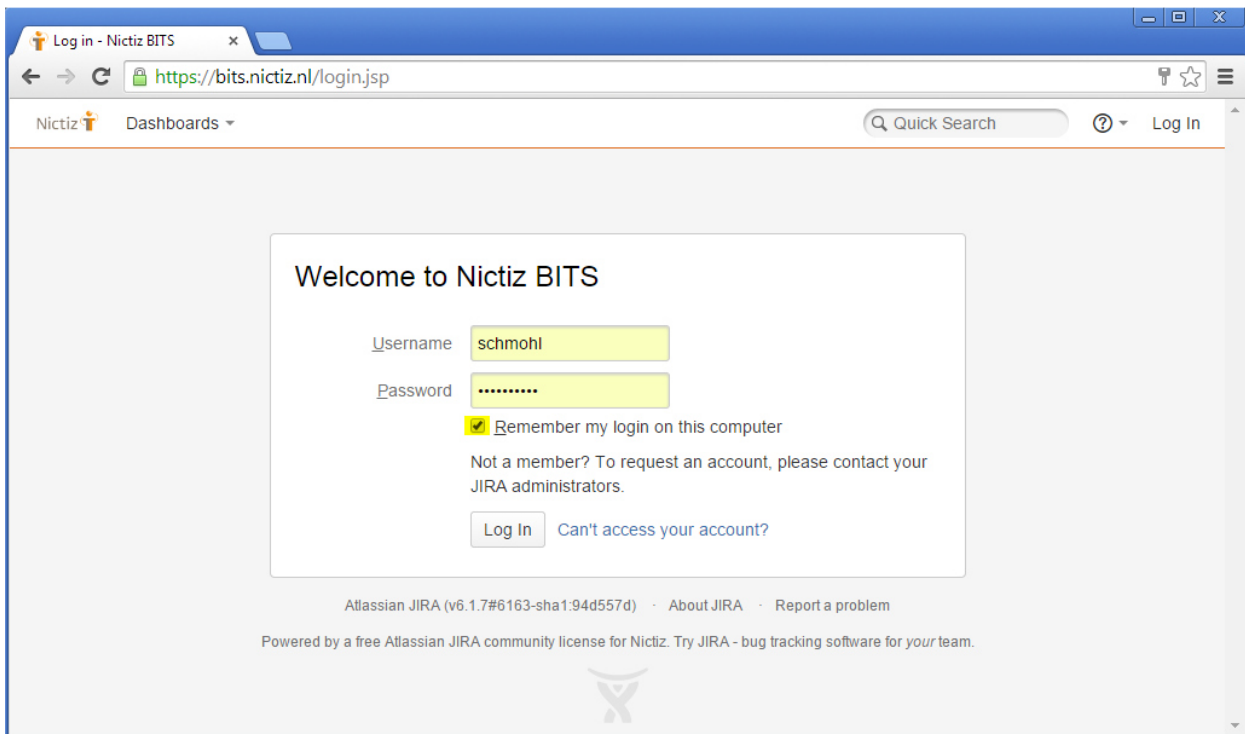 Log in - Nictiz BITS
https://bits.nictiz.nl/login.jsp
Nictiz Dashboards Quick Search Log In
Welcome to Nictiz BITS
Username schmohl
Password ••••••••••
Remember my login on this computer
Not a member? To request an account, please contact your
JIRA administrators.
Log In Can't access your account?
Atlassian JIRA (v6.1.7#6163-sha1:94d557d) · About JIRA · Report a problem
Powered by a free Atlassian JIRA community license for Nictiz. Try JIRA - bug tracking software for your team.